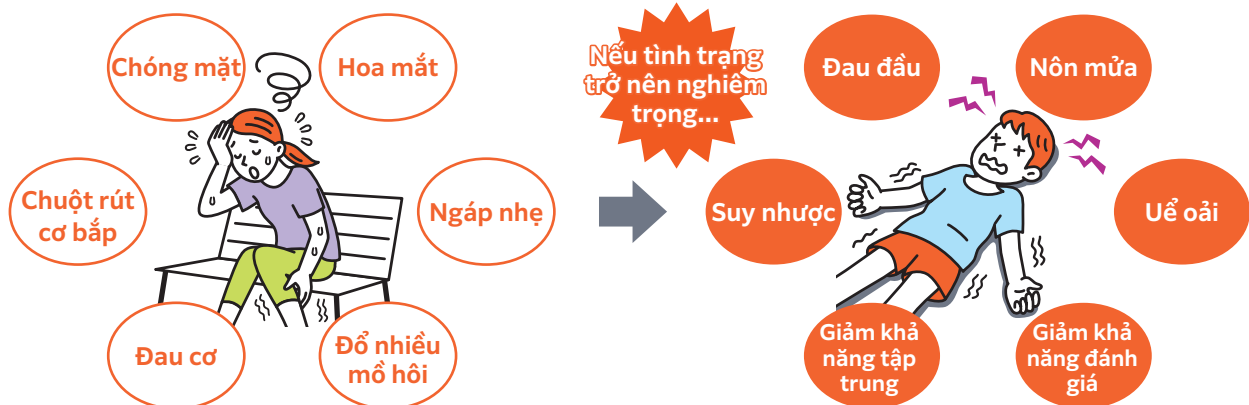 Chóng mặt
Hoa mắt
Chuột rút
cơ bắp
Ngáp nhẹ
Đau cơ
Đổ nhiều
mồ hôi
Nếu tình trạng
trở nên nghiêm
trọng...
Đau đầu
Nôn mửa
Suy nhược
Uể oải
Giảm khả
năng tập
trung
Giảm khả
năng đánh
giá